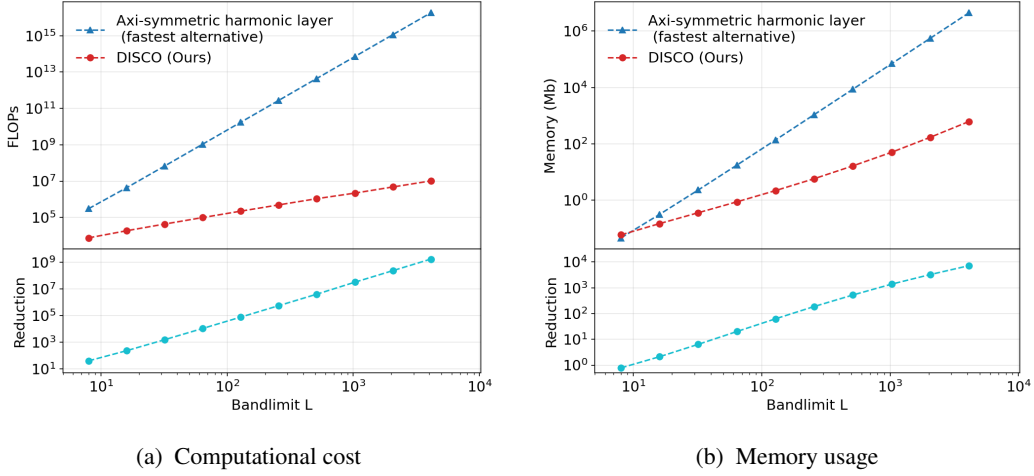 Axi-symmetric harmonic layer
(fastest alternative)
DISCO (Ours)
FLOPs
10^15
10^13
10^11
10^9
10^7
10^5
Reduction
10^9
10^7
10^5
10^3
10^1
10^1 10^2 10^3 10^4
Bandlimit L
(a) Computational cost
Axi-symmetric harmonic layer
(fastest alternative)
DISCO (Ours)
Memory (Mb)
10^6
10^4
10^2
10^0
Reduction
10^4
10^3
10^2
10^1
10^0
10^1 10^2 10^3 10^4
Bandlimit L
(b) Memory usage